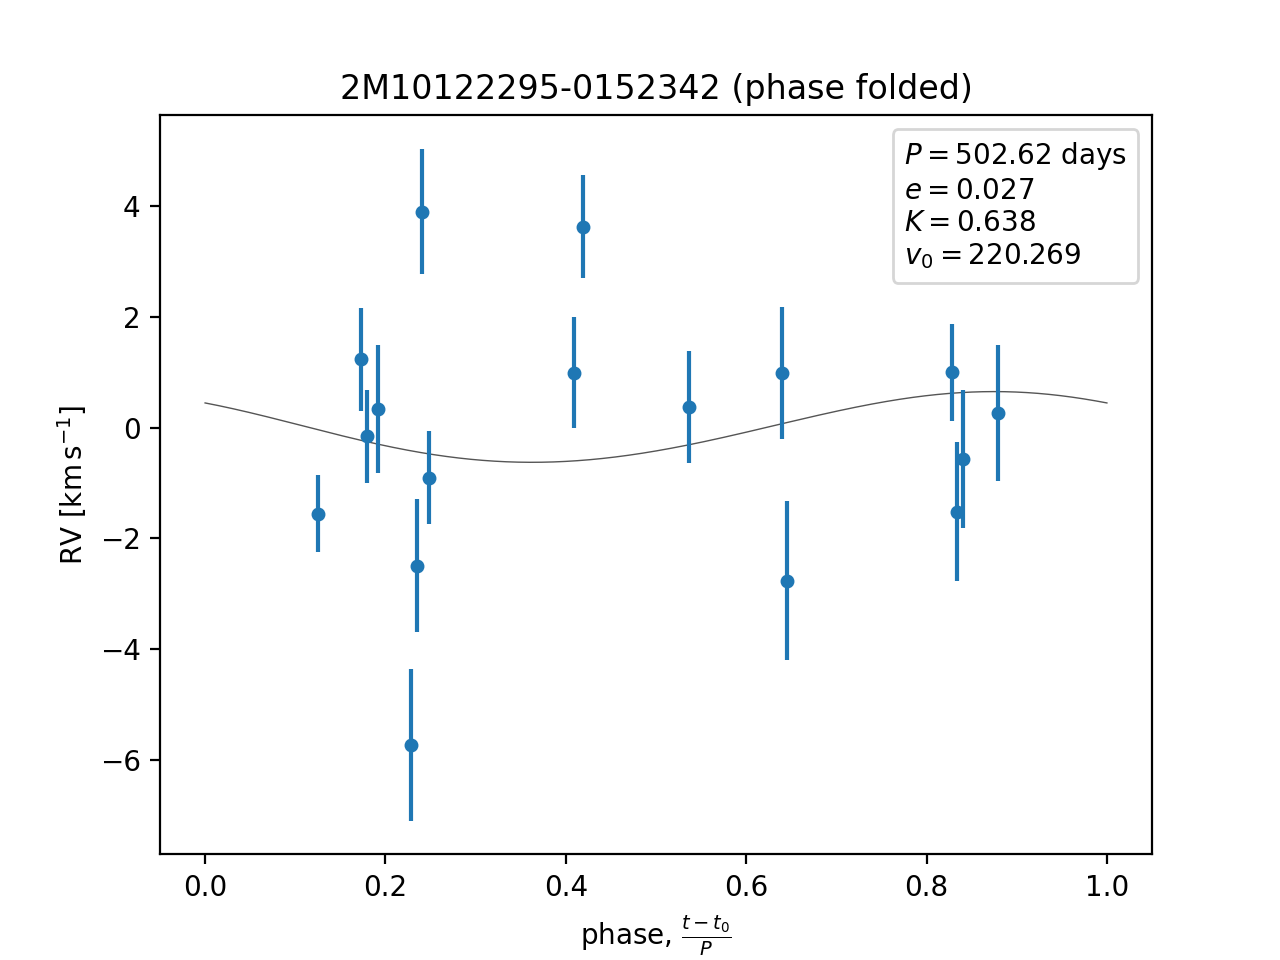 2M10122295-0152342 (phase folded)
P = 502.62 days
e = 0.027
K = 0.638
v₀ = 220.269
4
2
0
−2
−4
−6
RV [km s⁻¹]
0.0 0.2 0.4 0.6 0.8 1.0
phase, (t − t₀)/P